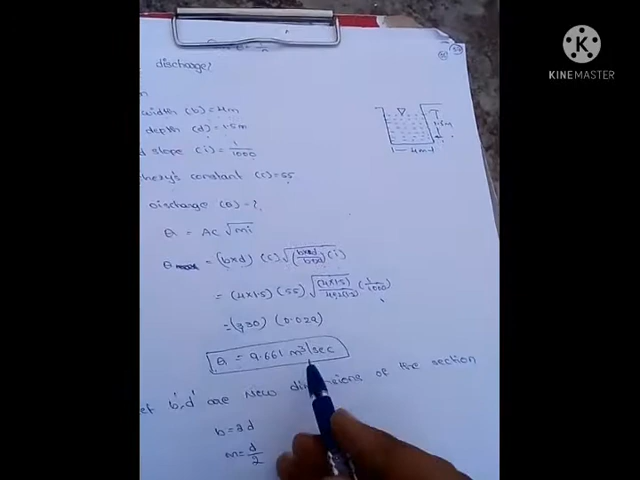 discharge?
width (b) = 4m
depth (d) = 1.5m
slope (i) = 1/1000
chezy's constant (c) = 55
Discharge (Q) = ?
Q = AC √mi
= (b×d) (c) √((b×d/b+2d) (i))
= (4×1.5) (55) √((4×1.5)/4+2(1.5) (1/1000))
= (330) (0.029)
Q = 9.661 m³/sec
b', d' are New dimensions of the section
b = 2d
m = d/2
4m
K
KINEMASTER